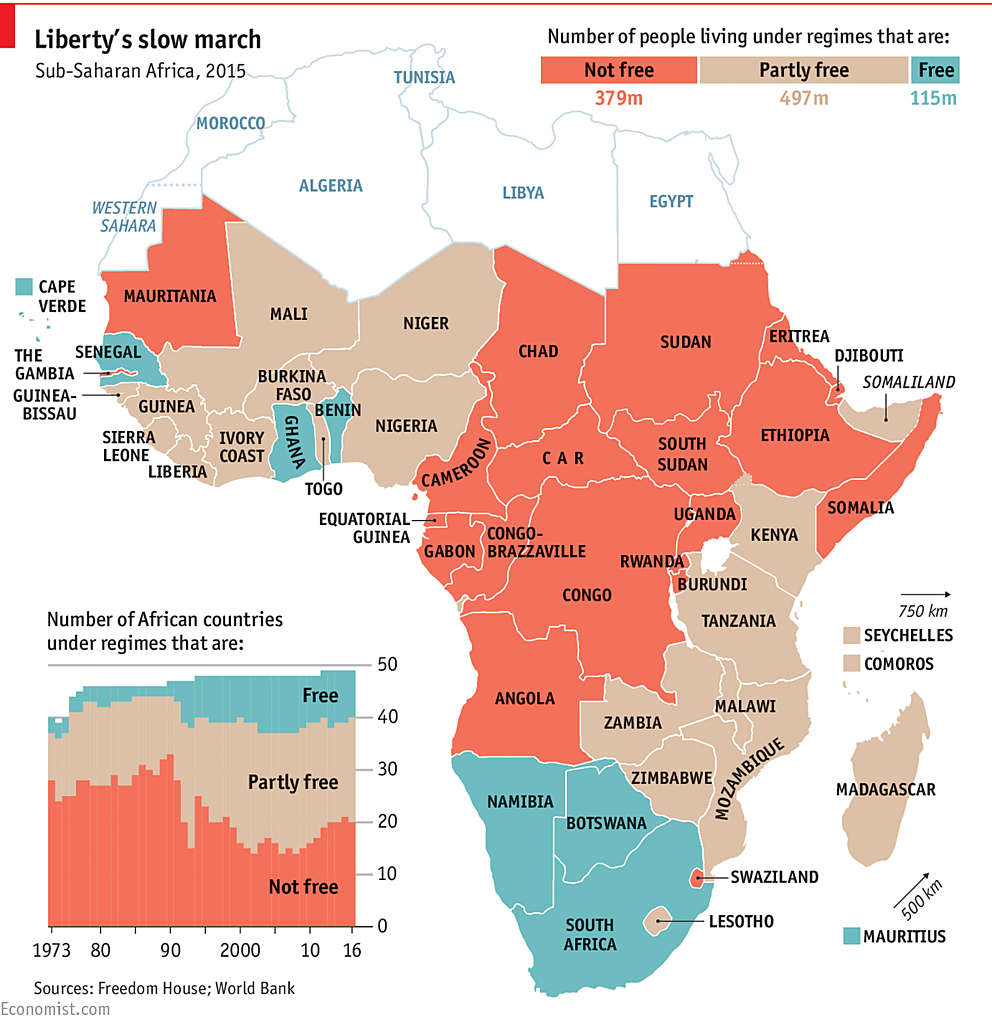 Liberty's slow march
Sub-Saharan Africa, 2015
Number of people living under regimes that are:
Not free
Partly free
Free
379m
497m
115m
TUNISIA
MOROCCO
ALGERIA
LIBYA
EGYPT
WESTERN
SAHARA
CAPE
VERDE
MAURITANIA
MALI
NIGER
CHAD
SUDAN
ERITREA
DJIBOUTI
SOMALILAND
SENEGAL
THE
GAMBIA
GUINEA-
BISSAU
GUINEA
SIERRA
LEONE
LIBERIA
BURKINA
FASO
IVORY
COAST
GHANA
BENIN
TOGO
NIGERIA
CAMEROON
CAR
SOUTH
SUDAN
ETHIOPIA
SOMALIA
EQUATORIAL
GUINEA
GABON
CONGO-
BRAZZAVILLE
UGANDA
KENYA
RWANDA
BURUNDI
CONGO
TANZANIA
750 km
SEYCHELLES
COMOROS
ANGOLA
ZAMBIA
MALAWI
MOZAMBIQUE
ZIMBABWE
MADAGASCAR
NAMIBIA
BOTSWANA
SWAZILAND
LESOTHO
SOUTH
AFRICA
500 km
MAURITIUS
Number of African countries
under regimes that are:
50
Free
40
30
Partly free
20
10
Not free
0
1973 80 90 2000 10 16
Sources: Freedom House; World Bank
Economist.com